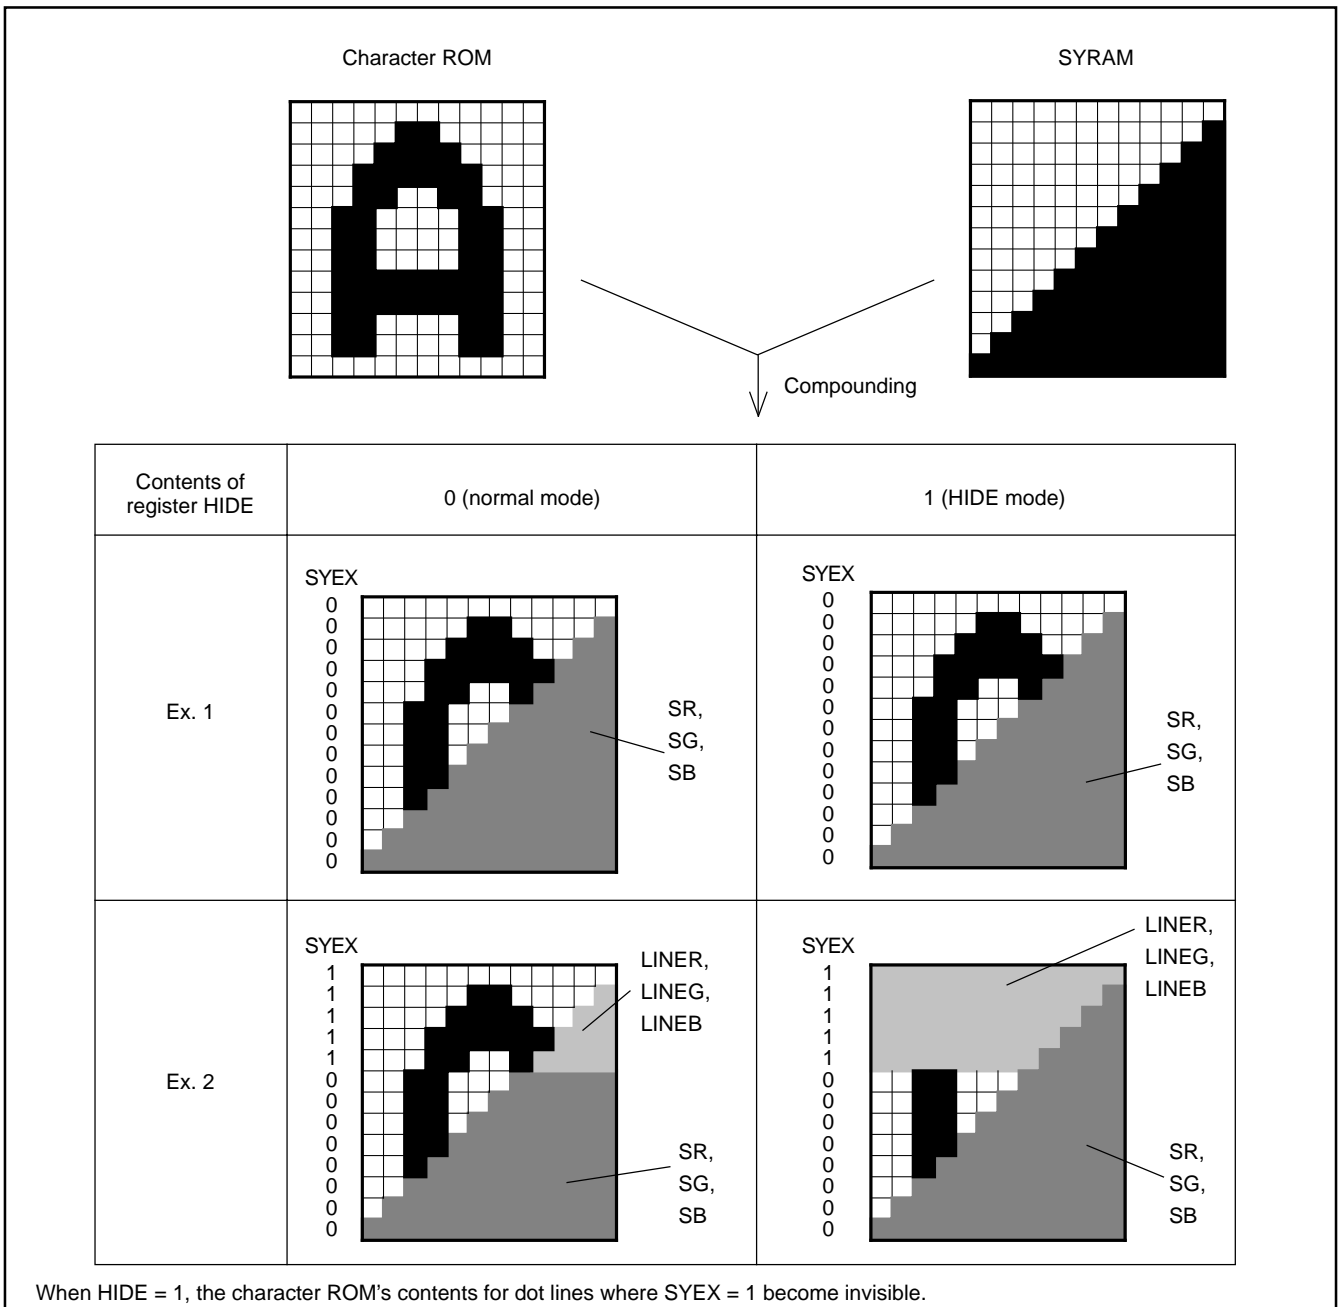 Character ROM
SYRAM
Compounding
Contents of
register HIDE
0 (normal mode)
1 (HIDE mode)
Ex. 1
SYEX
0
0
0
0
0
0
0
0
0
0
0
0
0
SR,
SG,
SB
SYEX
0
0
0
0
0
0
0
0
0
0
0
0
0
SR,
SG,
SB
Ex. 2
SYEX
1
1
1
1
1
0
0
0
0
0
0
0
0
LINER,
LINEG,
LINEB
SR,
SG,
SB
SYEX
1
1
1
1
1
0
0
0
0
0
0
0
0
LINER,
LINEG,
LINEB
SR,
SG,
SB
When HIDE = 1, the character ROM's contents for dot lines where SYEX = 1 become invisible.